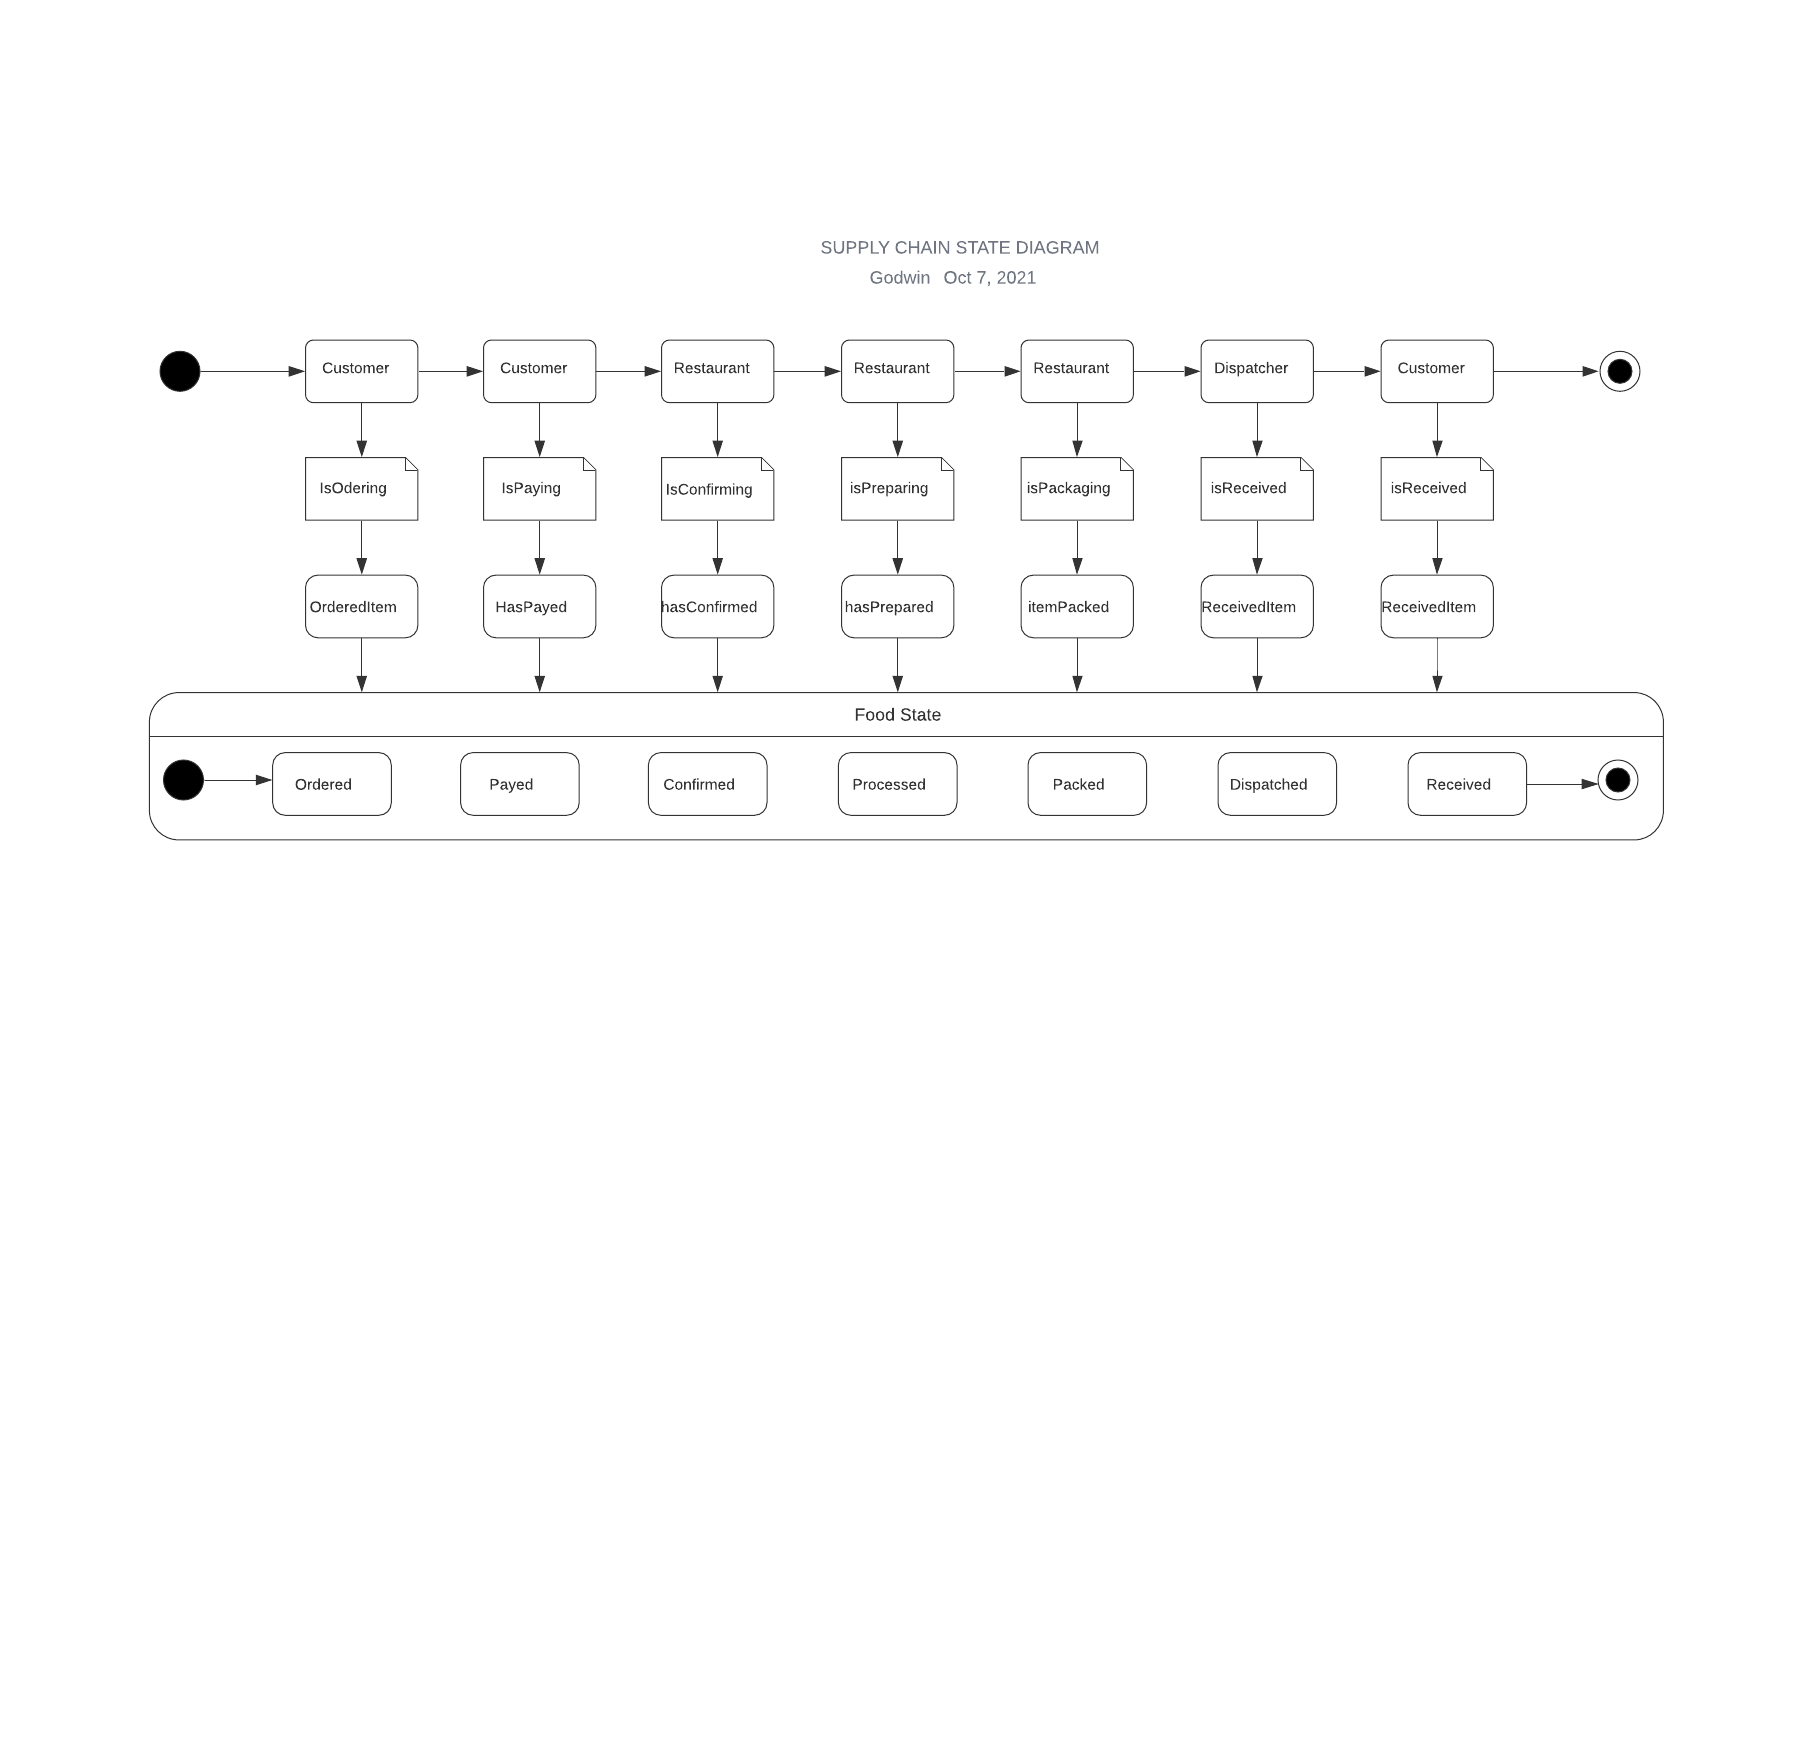 SUPPLY CHAIN STATE DIAGRAM
Godwin Oct 7, 2021
Customer Customer Restaurant Restaurant Restaurant Dispatcher Customer
IsOdering IsPaying IsConfirming isPreparing isPackaging isReceived isReceived
OrderedItem HasPayed hasConfirmed hasPrepared itemPacked ReceivedItem ReceivedItem
Food State
Ordered Payed Confirmed Processed Packed Dispatched Received